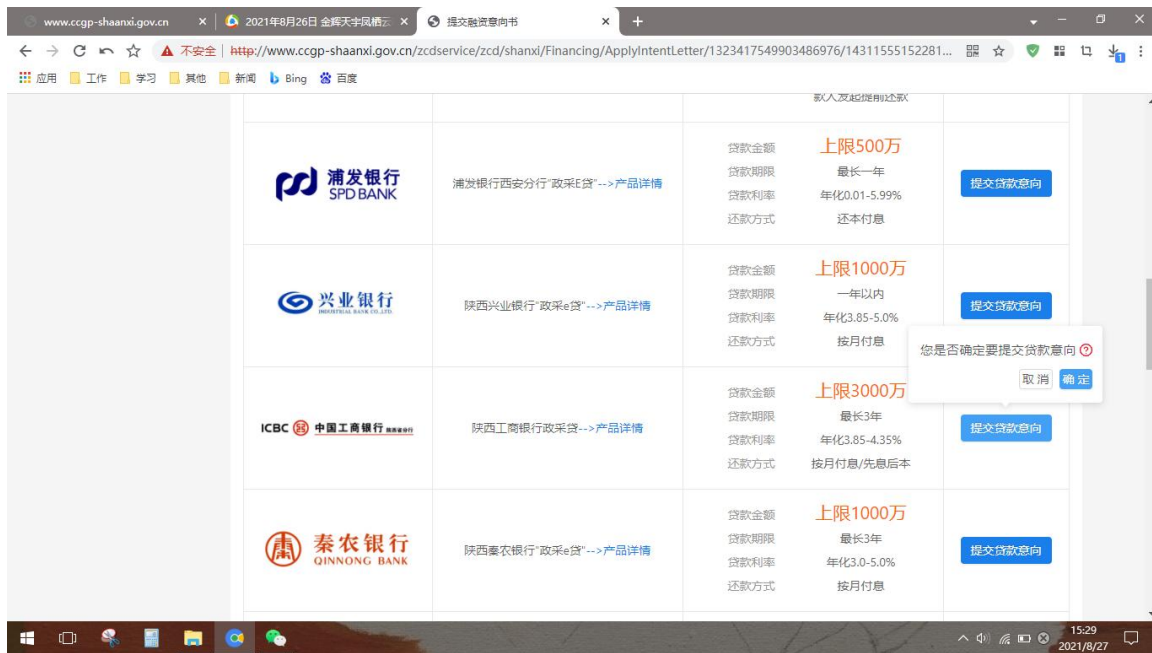 www.ccgp-shaanxi.gov.cn
2021年8月26日 金辉天宇凤栖云
提交融资意向书
不安全 http://www.ccgp-shaanxi.gov.cn/zcdservice/zcd/shanxi/Financing/ApplyIntentLetter/1323417549903486976/14311555152281...
应用 工作 学习 其他 新闻 Bing 百度
款人发起提前还款
浦发银行
SPD BANK
浦发银行西安分行"政采E贷"-->产品详情
贷款金额 上限500万
贷款期限 最长一年
贷款利率 年化0.01-5.99%
还款方式 还本付息
提交贷款意向
兴业银行
INDUSTRIAL BANK CO.,LTD.
陕西兴业银行"政采e贷"-->产品详情
贷款金额 上限1000万
贷款期限 一年以内
贷款利率 年化3.85-5.0%
还款方式 按月付息
提交贷款意向
您是否确定要提交贷款意向
取消 确定
ICBC 中国工商银行
陕西工商银行政采贷-->产品详情
贷款金额 上限3000万
贷款期限 最长3年
贷款利率 年化3.85-4.35%
还款方式 按月付息/先息后本
提交贷款意向
秦农银行
QINNONG BANK
陕西秦农银行"政采e贷"-->产品详情
贷款金额 上限1000万
贷款期限 最长3年
贷款利率 年化3.0-5.0%
还款方式 按月付息
提交贷款意向
15:29
2021/8/27